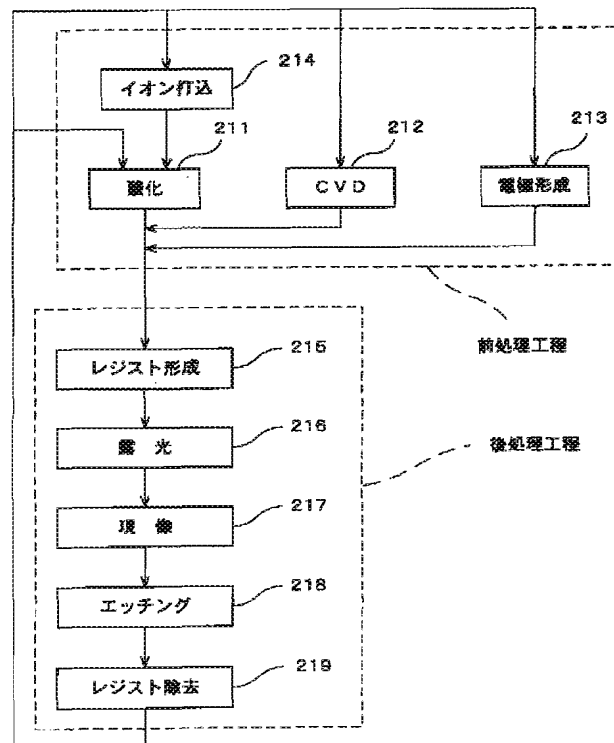 214
イオン打込
211
212
213
酸化
CVD
電極形成
前処理工程
215
レジスト形成
216
露 光
後処理工程
217
現 像
218
エッチング
219
レジスト除去